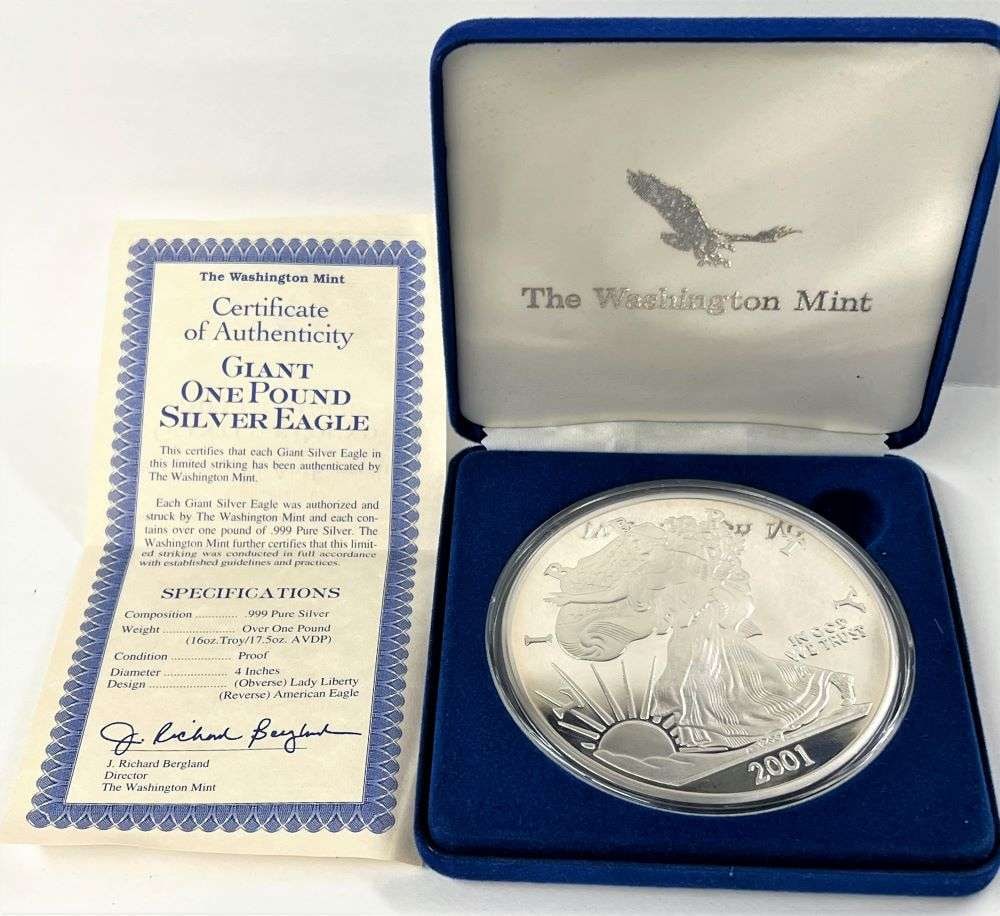 The Washington Mint
Certificate
of Authenticity
GIANT
ONE POUND
SILVER EAGLE
This certifies that each Giant Silver Eagle in
this limited striking has been authenticated by
The Washington Mint.
Each Giant Silver Eagle was authorized and
struck by The Washington Mint and each con-
tains over one pound of .999 Pure Silver. The
Washington Mint further certifies that this limit-
ed striking was conducted in full accordance
with established guidelines and practices.
SPECIFICATIONS
Composition .............. .999 Pure Silver
Weight .................. Over One Pound
(16oz.Troy/17.5oz. AVDP)
Condition ............... Proof
Diameter ................. 4 Inches
Design ........... (Obverse) Lady Liberty
(Reverse) American Eagle
J. Richard Bergland
J. Richard Bergland
Director
The Washington Mint
The Washington Mint
IN GOD
WE TRUST
2001